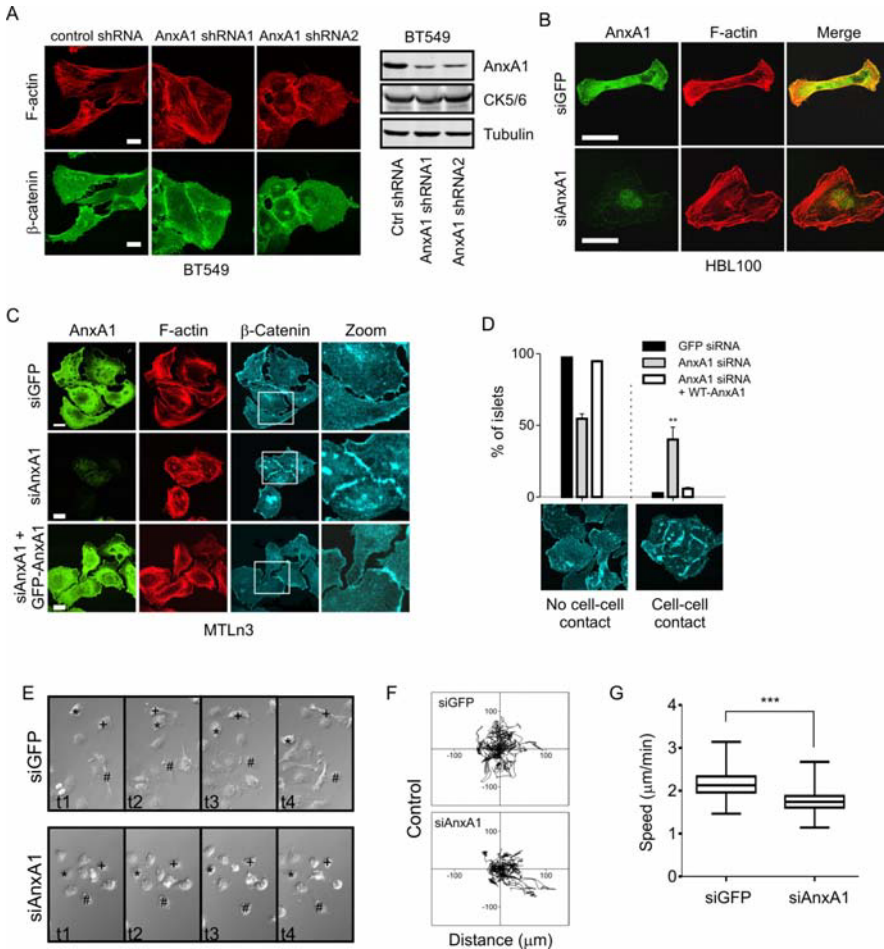 A
control shRNA AnxA1 shRNA1 AnxA1 shRNA2
F-actin
β-catenin
BT549
BT549
AnxA1
CK5/6
Tubulin
Ctrl shRNA
AnxA1 shRNA1
AnxA1 shRNA2
B
AnxA1 F-actin Merge
siGFP
siAnxA1
HBL100
C
AnxA1 F-actin β-Catenin Zoom
siGFP
siAnxA1
siAnxA1 +
GFP-AnxA1
MTLn3
D
GFP siRNA
AnxA1 siRNA
AnxA1 siRNA
+ WT-AnxA1
% of islets
100
50
0
**
No cell-cell
contact
Cell-cell
contact
E
siGFP
* + #
t1 t2 t3 t4
siAnxA1
* + #
t1 t2 t3 t4
F
Control
siGFP
100
-100 100
-100
siAnxA1
100
-100 100
-100
Distance (µm)
G
***
Speed (µm/min)
4
3
2
1
0
siGFP siAnxA1